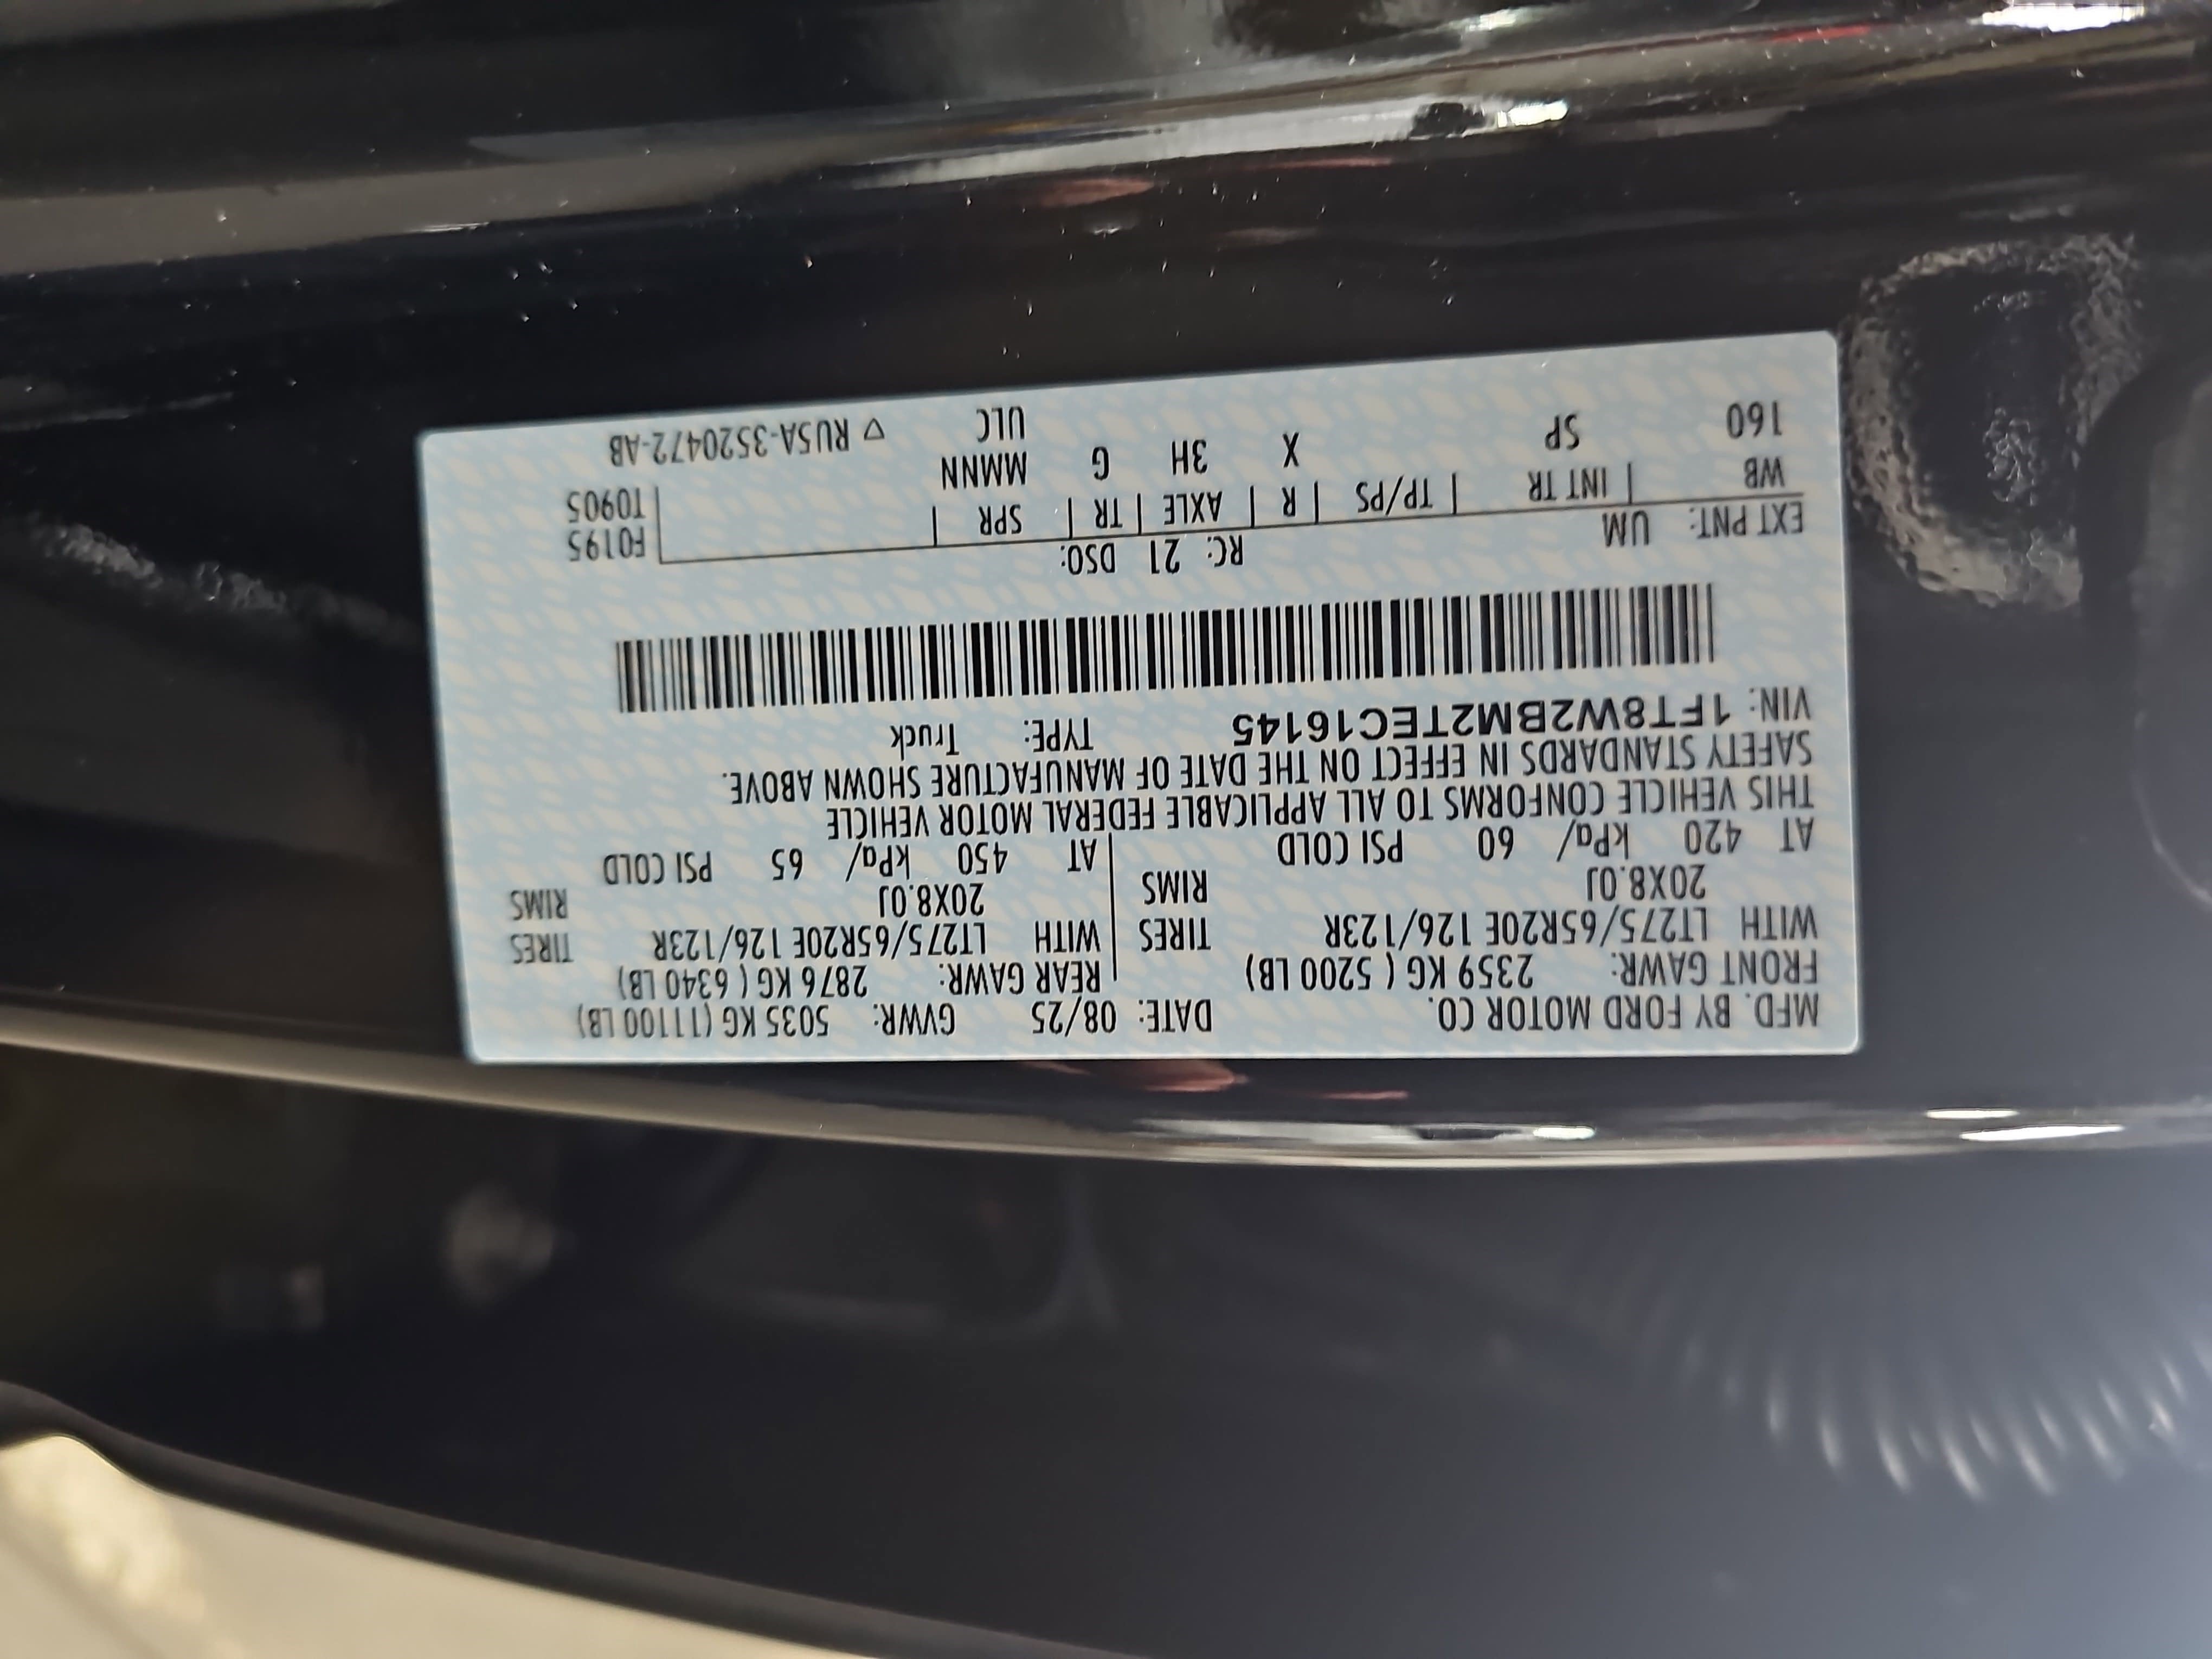 MFD. BY FORD MOTOR CO. DATE: 08/25 GVWR: 5035 KG (11100 LB)
FRONT GAWR: 2359 KG ( 5200 LB) REAR GAWR: 2876 KG ( 6340 LB)
WITH LT275/65R20E 126/123R TIRES WITH LT275/65R20E 126/123R TIRES
20X8.0J RIMS 20X8.0J RIMS
AT 420 kPa/ 60 PSI COLD AT 450 kPa/ 65 PSI COLD
THIS VEHICLE CONFORMS TO ALL APPLICABLE FEDERAL MOTOR VEHICLE
SAFETY STANDARDS IN EFFECT ON THE DATE OF MANUFACTURE SHOWN ABOVE.
VIN: 1FT8W2BM2TEC16145 TYPE: Truck
EXT PNT: UM RC: 21 DSO: F0195
WB | INT TR | TP/PS | R | AXLE | TR | SPR | T0905
160 SP X 3H G MMNN
ULC ▽ RU5A-3520472-AB